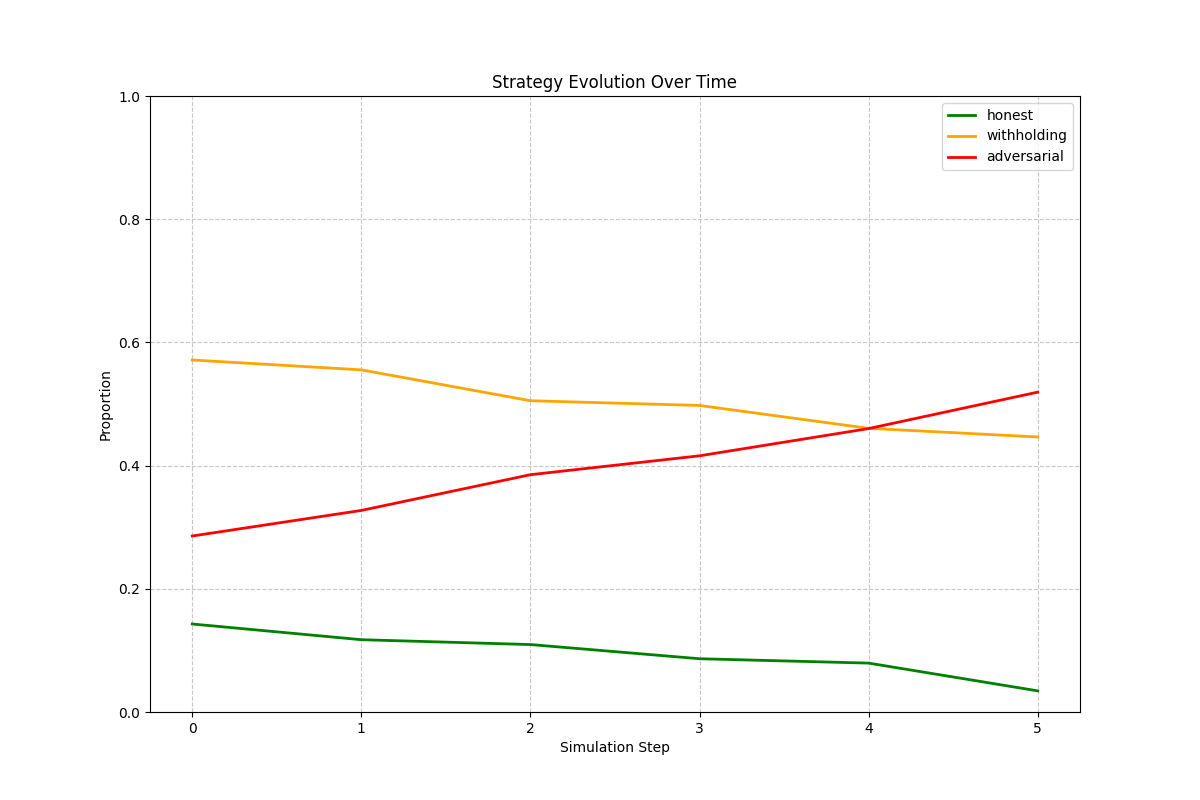 Strategy Evolution Over Time
honest
withholding
adversarial
Proportion
1.0
0.8
0.6
0.4
0.2
0.0
0 1 2 3 4 5
Simulation Step